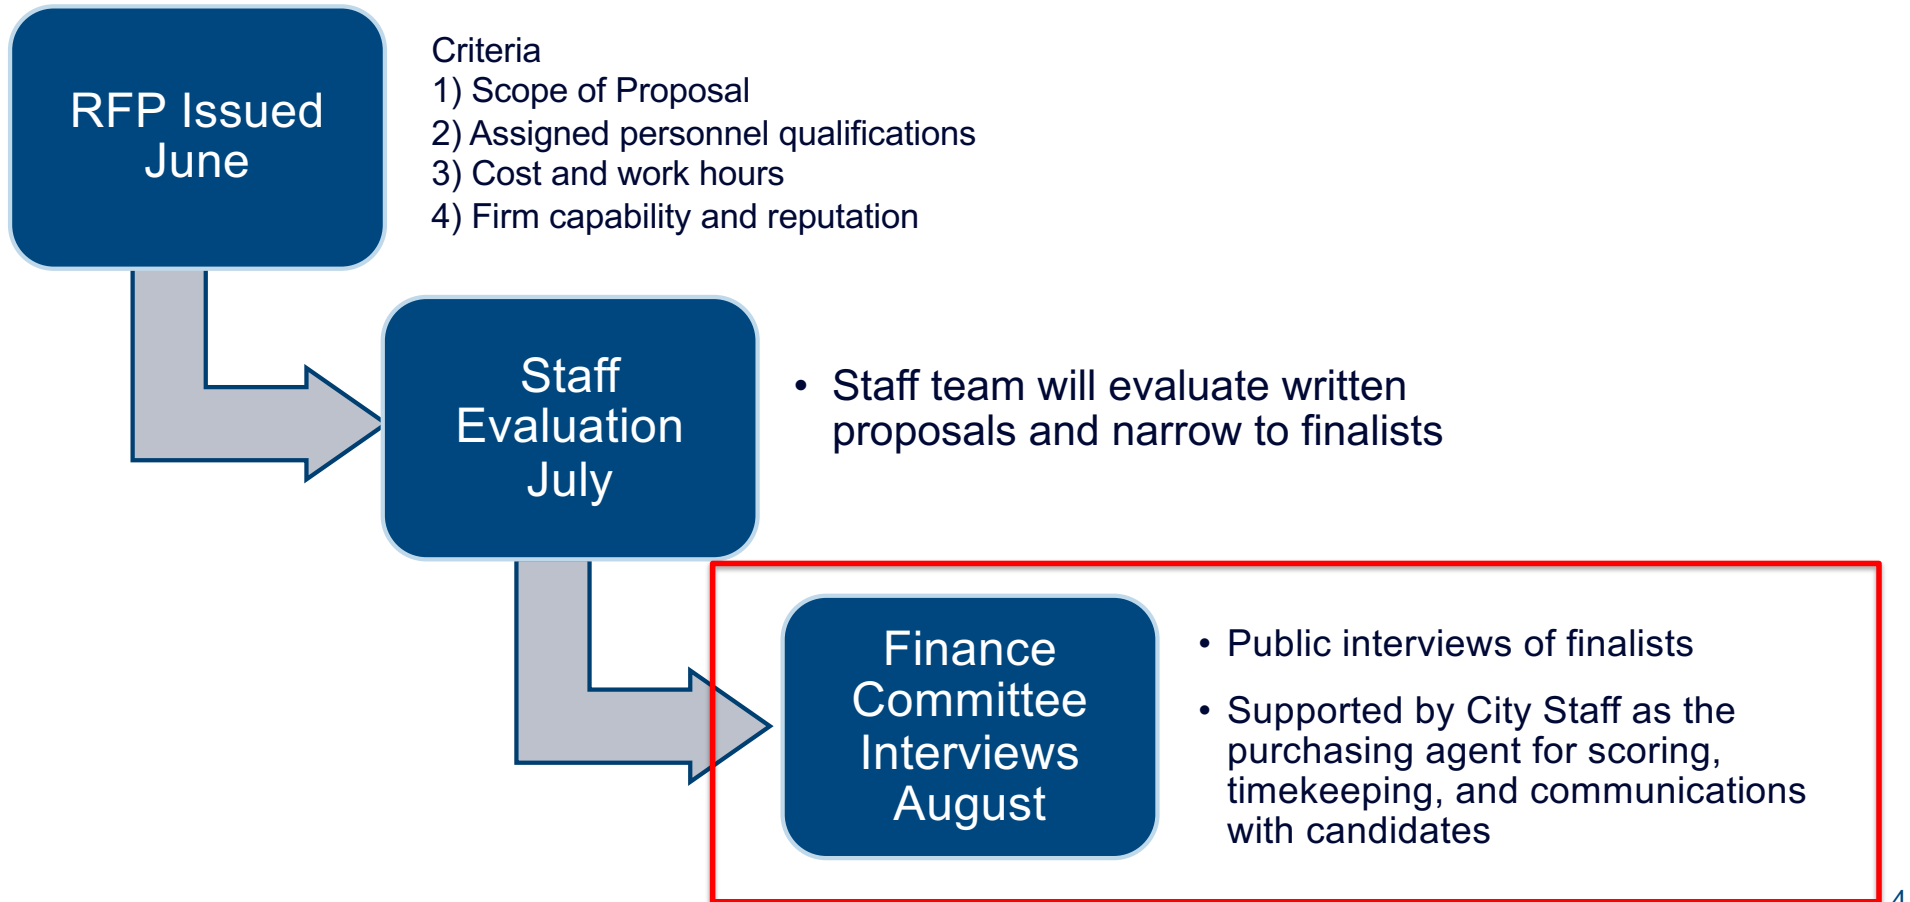 RFP Issued
June
Criteria
1) Scope of Proposal
2) Assigned personnel qualifications
3) Cost and work hours
4) Firm capability and reputation
Staff
Evaluation
July
• Staff team will evaluate written
proposals and narrow to finalists
Finance
Committee
Interviews
August
• Public interviews of finalists
• Supported by City Staff as the
purchasing agent for scoring,
timekeeping, and communications
with candidates
4